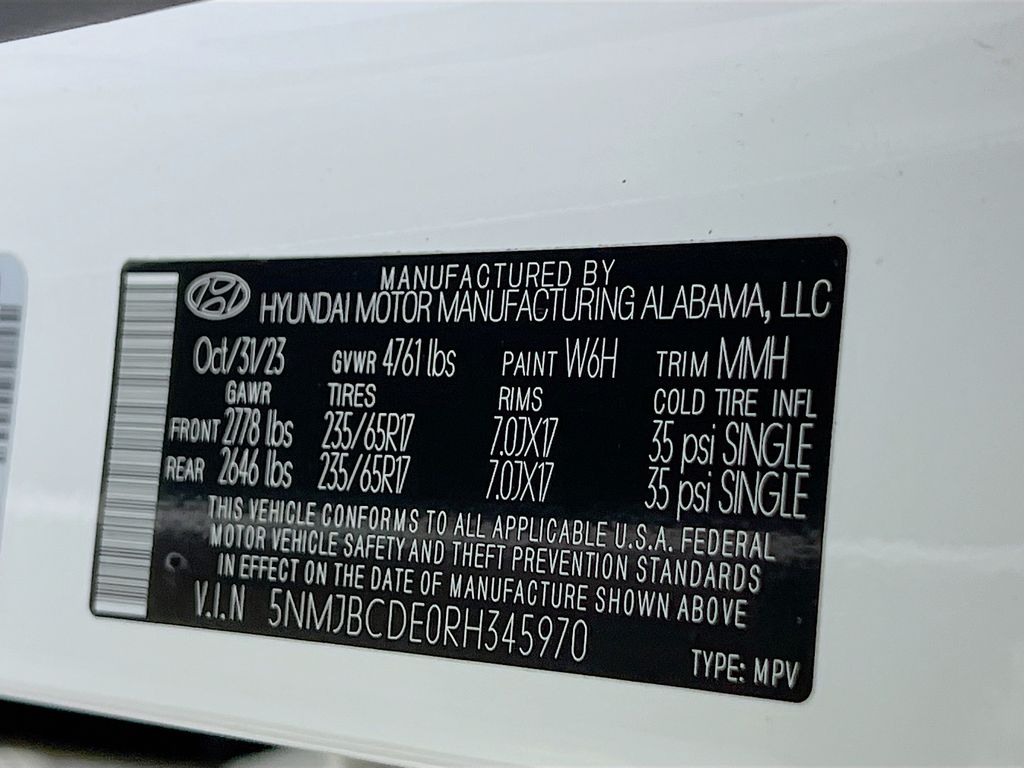 MANUFACTURED BY
HYUNDAI MOTOR MANUFACTURING ALABAMA, LLC
Oct/31/23 GVWR 4761 lbs PAINT W6H TRIM MMH
GAWR TIRES RIMS COLD TIRE INFL
FRONT 2778 lbs 235/65R17 7.0JX17 35 psi SINGLE
REAR 2646 lbs 235/65R17 7.0JX17 35 psi SINGLE
THIS VEHICLE CONFORMS TO ALL APPLICABLE U.S.A. FEDERAL
MOTOR VEHICLE SAFETY AND THEFT PREVENTION STANDARDS
IN EFFECT ON THE DATE OF MANUFACTURE SHOWN ABOVE
V.I.N 5NMJBCDE0RH345970
TYPE: MPV